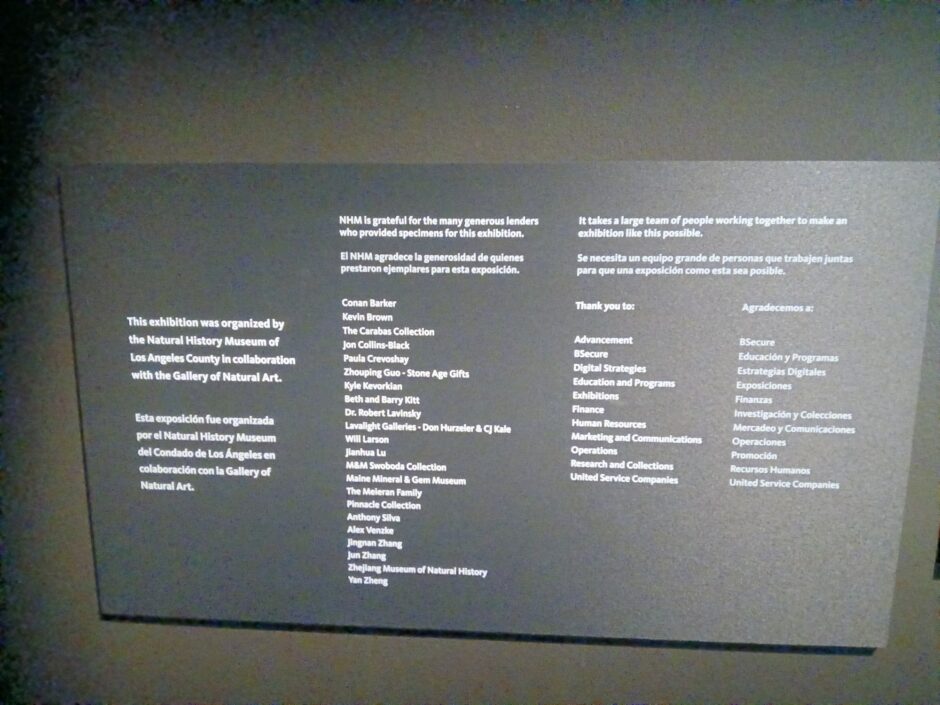 This exhibition was organized by
the Natural History Museum of
Los Angeles County in collaboration
with the Gallery of Natural Art.
Esta exposición fue organizada
por el Natural History Museum
del Condado de Los Ángeles en
colaboración con la Gallery of
Natural Art.
NHM is grateful for the many generous lenders
who provided specimens for this exhibition.
El NHM agradece la generosidad de quienes
prestaron ejemplares para esta exposición.
Conan Barker
Kevin Brown
The Carabas Collection
Jon Collins-Black
Paula Crevoshay
Zhouping Guo - Stone Age Gifts
Kyle Kevorkian
Beth and Barry Kitt
Dr. Robert Lavinsky
Lavalight Galleries - Don Hurzeler & CJ Kale
Will Larson
Jianhua Lu
M&M Swoboda Collection
Maine Mineral & Gem Museum
The Meieran Family
Pinnacle Collection
Anthony Silva
Alex Venzke
Jingnan Zhang
Jun Zhang
Zhejiang Museum of Natural History
Yan Zheng
It takes a large team of people working together to make an
exhibition like this possible.
Se necesita un equipo grande de personas que trabajen juntas
para que una exposición como esta sea posible.
Thank you to:
Advancement
BSecure
Digital Strategies
Education and Programs
Exhibitions
Finance
Human Resources
Marketing and Communications
Operations
Research and Collections
United Service Companies
Agradecemos a:
BSecure
Educación y Programas
Estrategias Digitales
Exposiciones
Finanzas
Investigación y Colecciones
Mercadeo y Comunicaciones
Operaciones
Promoción
Recursos Humanos
United Service Companies